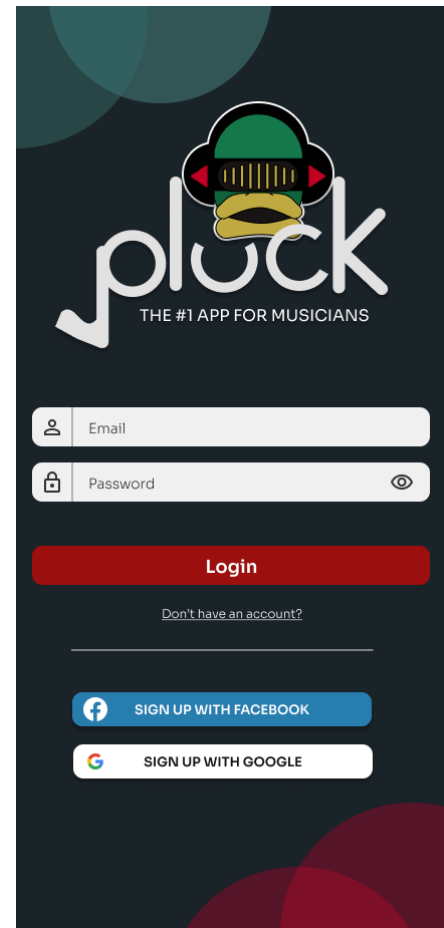 pluck
THE #1 APP FOR MUSICIANS
Email
Password
Login
Don't have an account?
SIGN UP WITH FACEBOOK
SIGN UP WITH GOOGLE